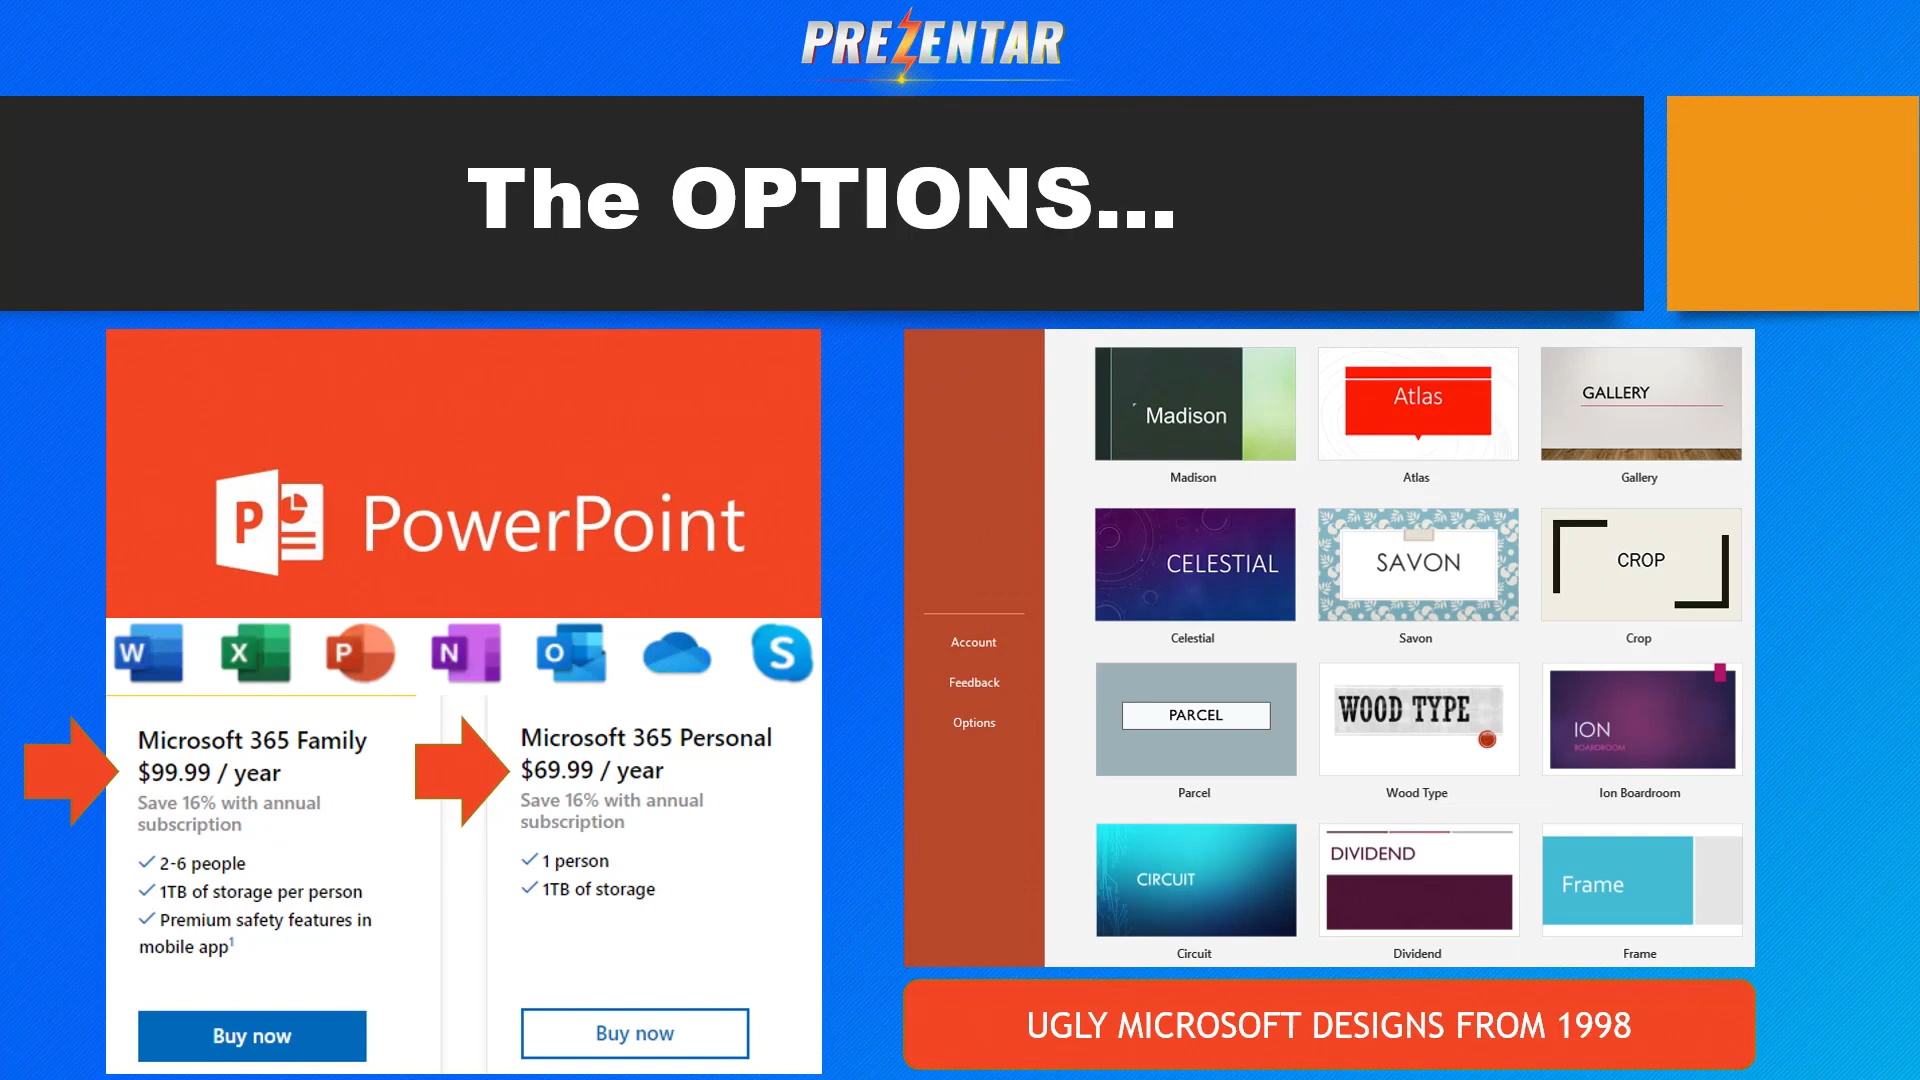 PREZENTAR
The OPTIONS...
P PowerPoint
W X P N O S
Microsoft 365 Family
$99.99 / year
Save 16% with annual
subscription
2-6 people
1TB of storage per person
Premium safety features in
mobile app1
Buy now
Microsoft 365 Personal
$69.99 / year
Save 16% with annual
subscription
1 person
1TB of storage
Buy now
Account
Feedback
Options
Madison
Madison
Atlas
Atlas
GALLERY
Gallery
CELESTIAL
Celestial
SAVON
Savon
CROP
Crop
PARCEL
Parcel
WOOD TYPE
Wood Type
ION
BOARDROOM
Ion Boardroom
CIRCUIT
Circuit
DIVIDEND
Dividend
Frame
Frame
UGLY MICROSOFT DESIGNS FROM 1998